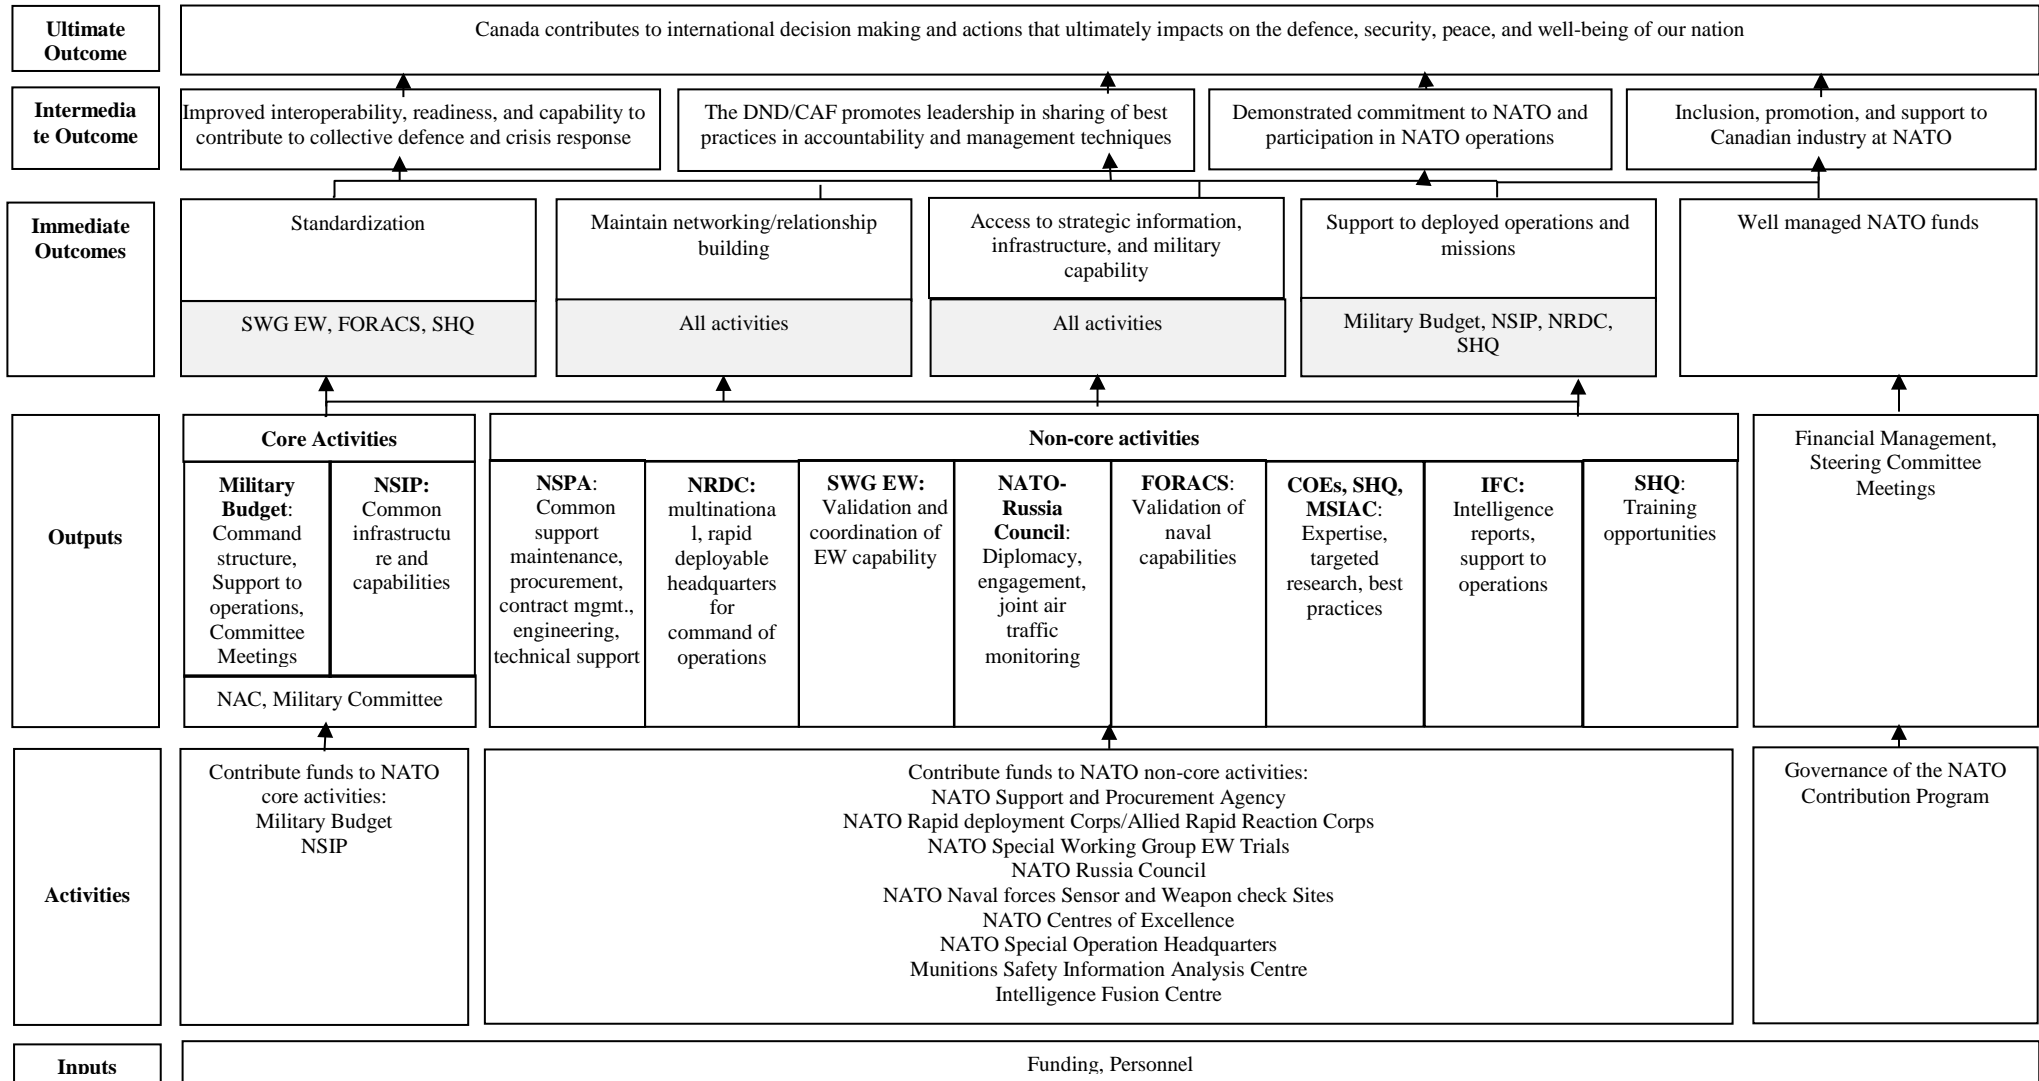 Ultimate
Outcome
Canada contributes to international decision making and actions that ultimately impacts on the defence, security, peace, and well-being of our nation
Intermedia
te Outcome
Improved interoperability, readiness, and capability to
contribute to collective defence and crisis response
The DND/CAF promotes leadership in sharing of best
practices in accountability and management techniques
Demonstrated commitment to NATO and
participation in NATO operations
Inclusion, promotion, and support to
Canadian industry at NATO
Immediate
Outcomes
Standardization
SWG EW, FORACS, SHQ
Maintain networking/relationship
building
All activities
Access to strategic information,
infrastructure, and military
capability
All activities
Support to deployed operations and
missions
Military Budget, NSIP, NRDC,
SHQ
Well managed NATO funds
Outputs
Core Activities
Military
Budget:
Command
structure,
Support to
operations,
Committee
Meetings
NSIP:
Common
infrastructu
re and
capabilities
NAC, Military Committee
Non-core activities
NSPA:
Common
support
maintenance,
procurement,
contract mgmt.,
engineering,
technical support
NRDC:
multinationa
l, rapid
deployable
headquarters
for
command of
operations
SWG EW:
Validation and
coordination of
EW capability
NATO-
Russia
Council:
Diplomacy,
engagement,
joint air
traffic
monitoring
FORACS:
Validation of
naval
capabilities
COEs, SHQ,
MSIAC:
Expertise,
targeted
research, best
practices
IFC:
Intelligence
reports,
support to
operations
SHQ:
Training
opportunities
Financial Management,
Steering Committee
Meetings
Activities
Contribute funds to NATO
core activities:
Military Budget
NSIP
Contribute funds to NATO non-core activities:
NATO Support and Procurement Agency
NATO Rapid deployment Corps/Allied Rapid Reaction Corps
NATO Special Working Group EW Trials
NATO Russia Council
NATO Naval forces Sensor and Weapon check Sites
NATO Centres of Excellence
NATO Special Operation Headquarters
Munitions Safety Information Analysis Centre
Intelligence Fusion Centre
Governance of the NATO
Contribution Program
Inputs
Funding, Personnel